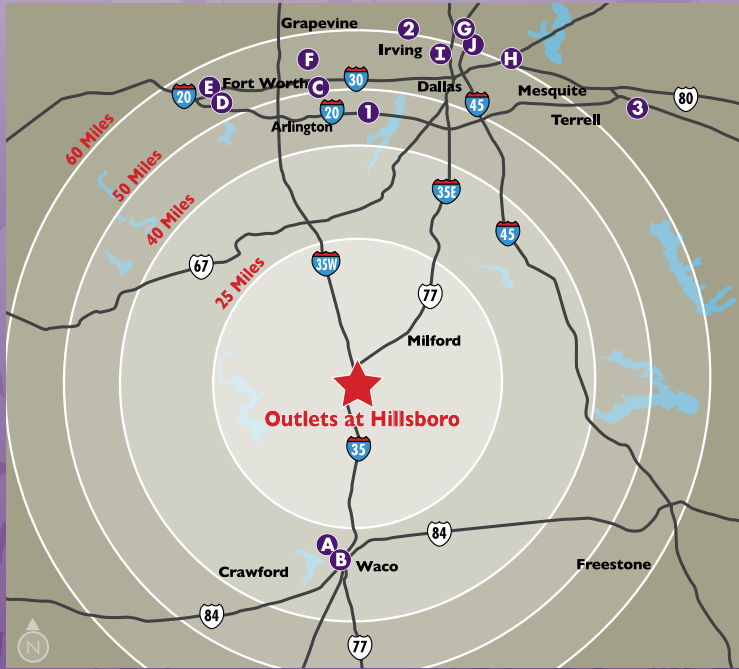 Grapevine
2
G
Irving
I
J
H
F
E
Fort Worth
C
30
Dallas
20
D
20
1
45
Mesquite
80
3
Arlington
Terrell
60 Miles
50 Miles
40 Miles
25 Miles
35E
45
67
35W
77
Milford
Outlets at Hillsboro
35
84
A
B
Waco
Crawford
Freestone
84
77
N